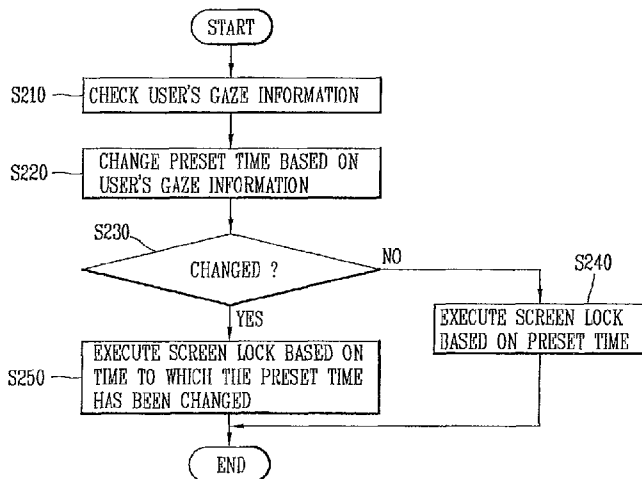 START
S210
CHECK USER'S GAZE INFORMATION
S220
CHANGE PRESET TIME BASED ON
USER'S GAZE INFORMATION
S230
CHANGED ?
NO
S240
YES
EXECUTE SCREEN LOCK
BASED ON PRESET TIME
S250
EXECUTE SCREEN LOCK BASED ON
TIME TO WHICH THE PRESET TIME
HAS BEEN CHANGED
END